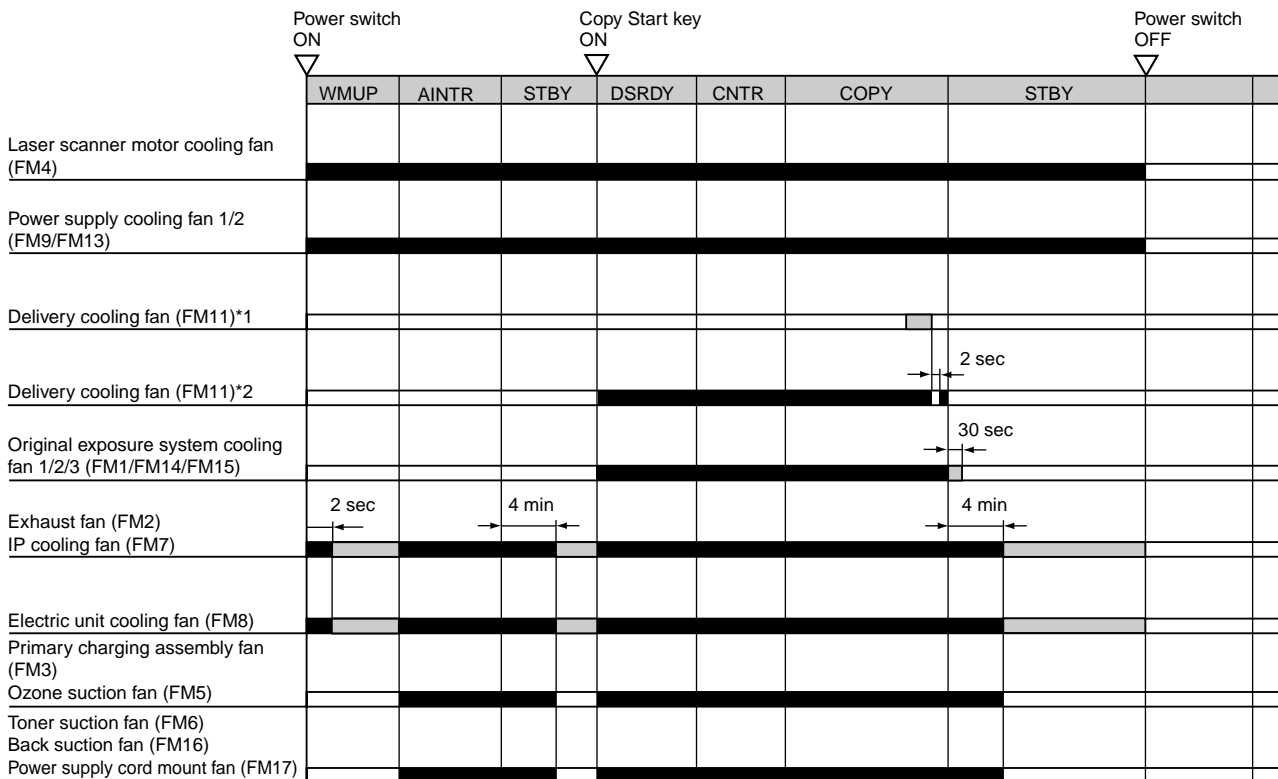 Power switch
ON
Copy Start key
ON
Power switch
OFF
WMUP AINTR STBY DSRDY CNTR COPY STBY
Laser scanner motor cooling fan
(FM4)
Power supply cooling fan 1/2
(FM9/FM13)
Delivery cooling fan (FM11)*1
2 sec
Delivery cooling fan (FM11)*2
30 sec
Original exposure system cooling
fan 1/2/3 (FM1/FM14/FM15)
2 sec 4 min 4 min
Exhaust fan (FM2)
IP cooling fan (FM7)
Electric unit cooling fan (FM8)
Primary charging assembly fan
(FM3)
Ozone suction fan (FM5)
Toner suction fan (FM6)
Back suction fan (FM16)
Power supply cord mount fan (FM17)